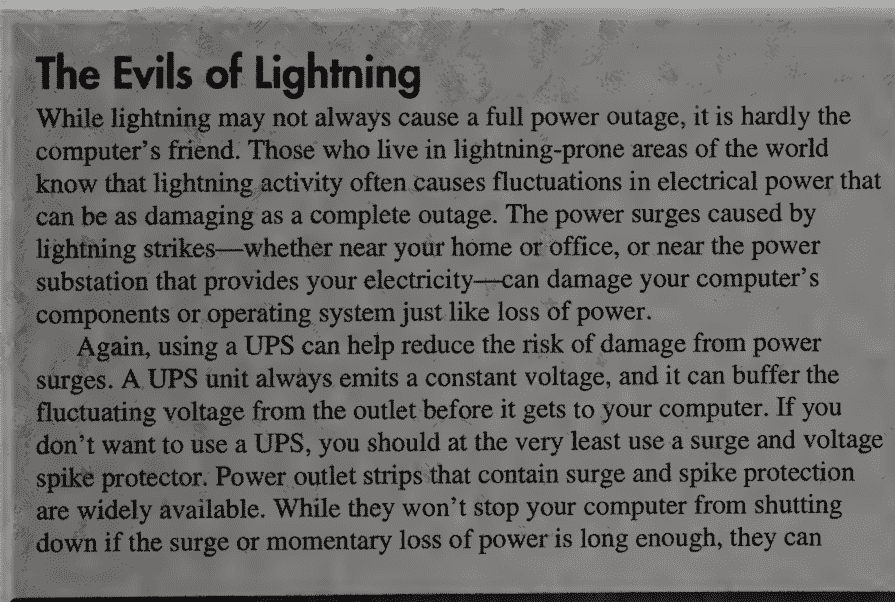 The Evils of Lightning
While lightning may not always cause a full power outage, it is hardly the
computer's friend. Those who live in lightning-prone areas of the world
know that lightning activity often causes fluctuations in electrical power that
can be as damaging as a complete outage. The power surges caused by
lightning strikes—whether near your home or office, or near the power
substation that provides your electricity—can damage your computer's
components or operating system just like loss of power.
Again, using a UPS can help reduce the risk of damage from power
surges. A UPS unit always emits a constant voltage, and it can buffer the
fluctuating voltage from the outlet before it gets to your computer. If you
don't want to use a UPS, you should at the very least use a surge and voltage
spike protector. Power outlet strips that contain surge and spike protection
are widely available. While they won't stop your computer from shutting
down if the surge or momentary loss of power is long enough, they can